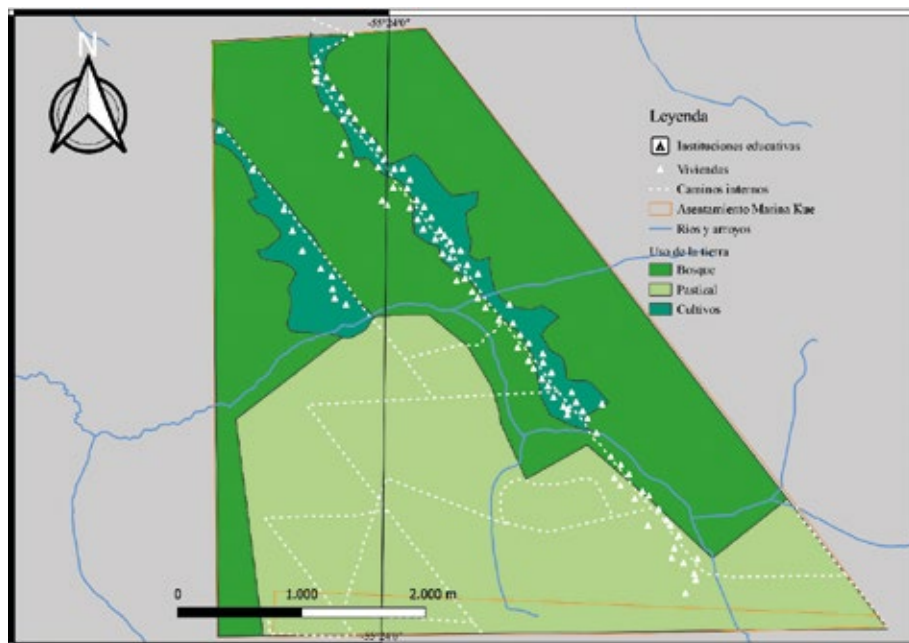 -55°24'0"
N
Leyenda
Instituciones educativas
Viviendas
Caminos internos
Asentamiento Marina Kue
Rios y arroyos
Uso de la tierra
Bosque
Pastizal
Cultivos
0 1.000 2.000 m
-55°24'0"